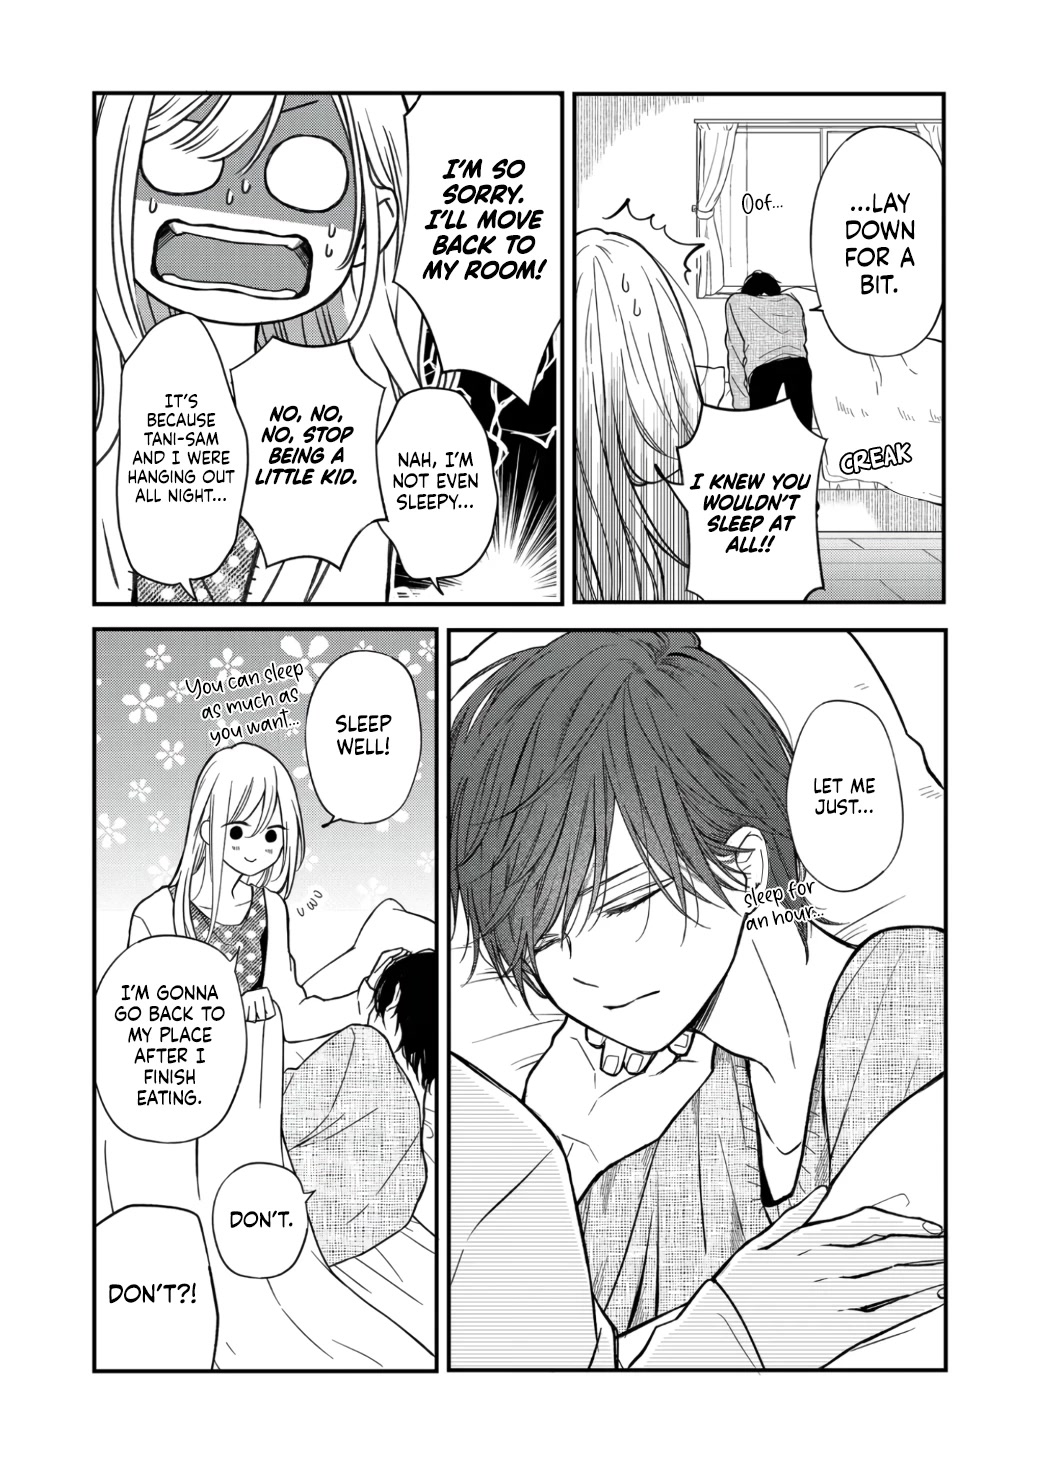 ...LAY
DOWN
FOR A
BIT.
Oof...
CREAK
I KNEW YOU
WOULDN'T
SLEEP AT
ALL!!
I'M SO
SORRY.
I'LL MOVE
BACK TO
MY ROOM!
NAH, I'M
NOT EVEN
SLEEPY...
NO, NO,
NO, STOP
BEING A
LITTLE KID.
IT'S
BECAUSE
TANI-SAM
AND I WERE
HANGING OUT
ALL NIGHT...
LET ME
JUST...
sleep for
an hour...
SLEEP
WELL!
You can sleep
as much as
you want...
I'M GONNA
GO BACK TO
MY PLACE
AFTER I
FINISH
EATING.
DON'T.
DON'T?!